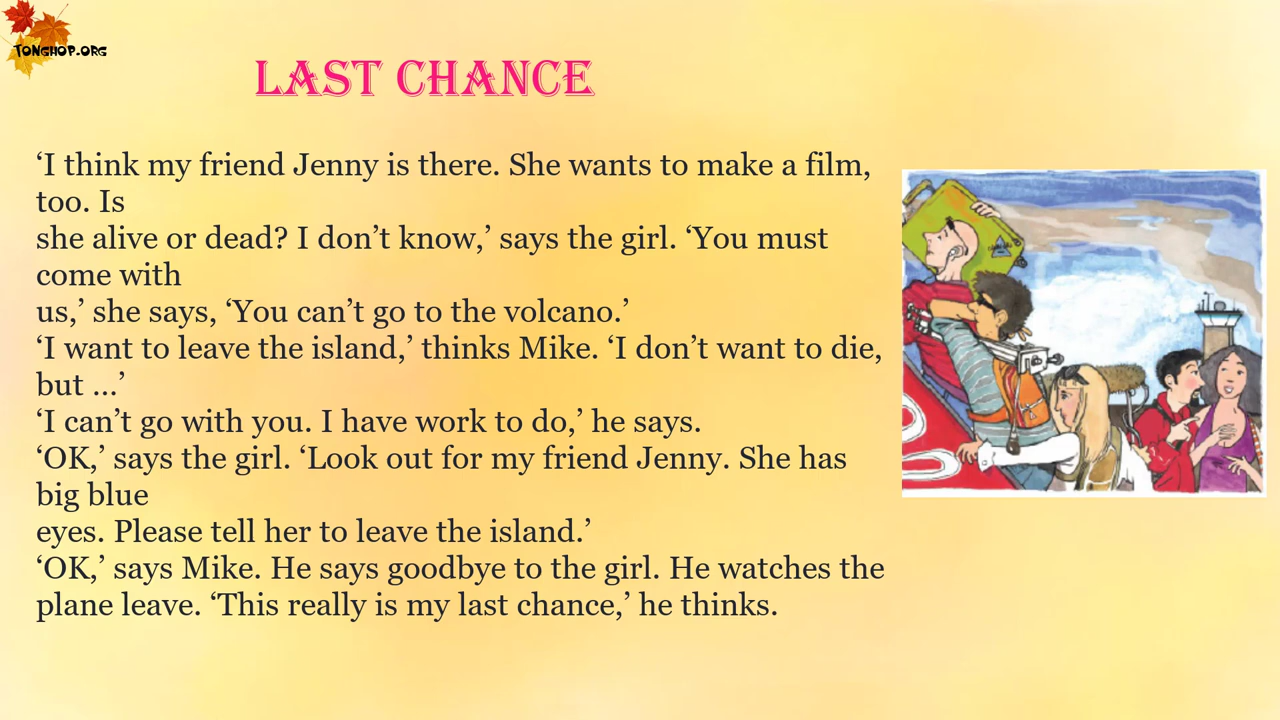 TONGHOP.ORG
LAST CHANCE
‘I think my friend Jenny is there. She wants to make a film,
too. Is
she alive or dead? I don’t know,’ says the girl. ‘You must
come with
us,’ she says, ‘You can’t go to the volcano.’
‘I want to leave the island,’ thinks Mike. ‘I don’t want to die,
but ...’
‘I can’t go with you. I have work to do,’ he says.
‘OK,’ says the girl. ‘Look out for my friend Jenny. She has
big blue
eyes. Please tell her to leave the island.’
‘OK,’ says Mike. He says goodbye to the girl. He watches the
plane leave. ‘This really is my last chance,’ he thinks.